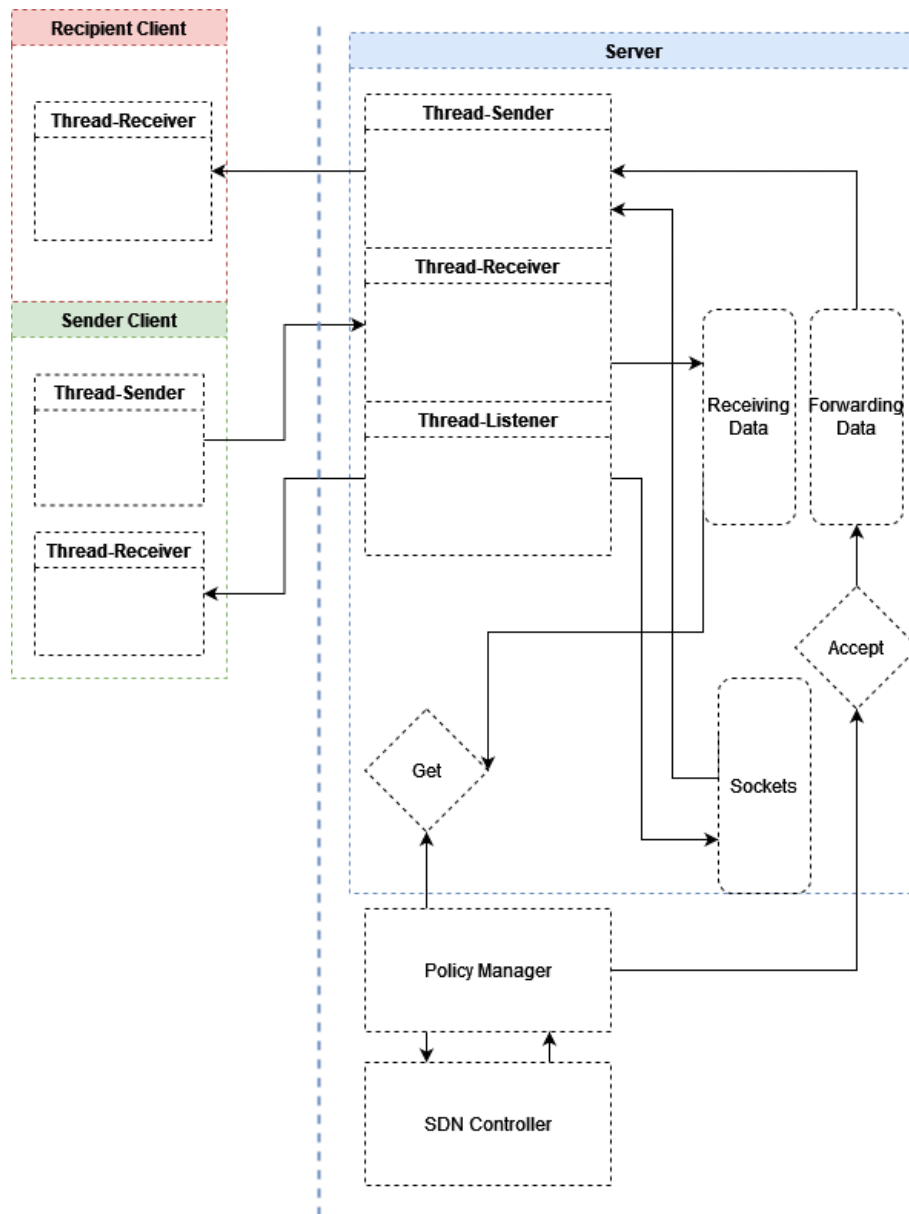 Recipient Client
Thread-Receiver
Sender Client
Thread-Sender
Thread-Receiver
Server
Thread-Sender
Thread-Receiver
Thread-Listener
Receiving
Data
Forwarding
Data
Accept
Get
Sockets
Policy Manager
SDN Controller